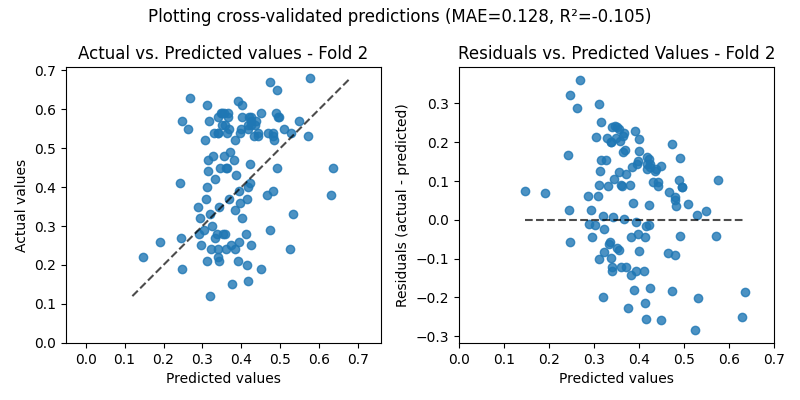 Plotting cross-validated predictions (MAE=0.128, R²=-0.105)
Actual vs. Predicted values - Fold 2
Actual values
0.7
0.6
0.5
0.4
0.3
0.2
0.1
0.0
0.0 0.1 0.2 0.3 0.4 0.5 0.6 0.7
Predicted values
Residuals vs. Predicted Values - Fold 2
Residuals (actual - predicted)
0.3
0.2
0.1
0.0
−0.1
−0.2
−0.3
0.0 0.1 0.2 0.3 0.4 0.5 0.6 0.7
Predicted values